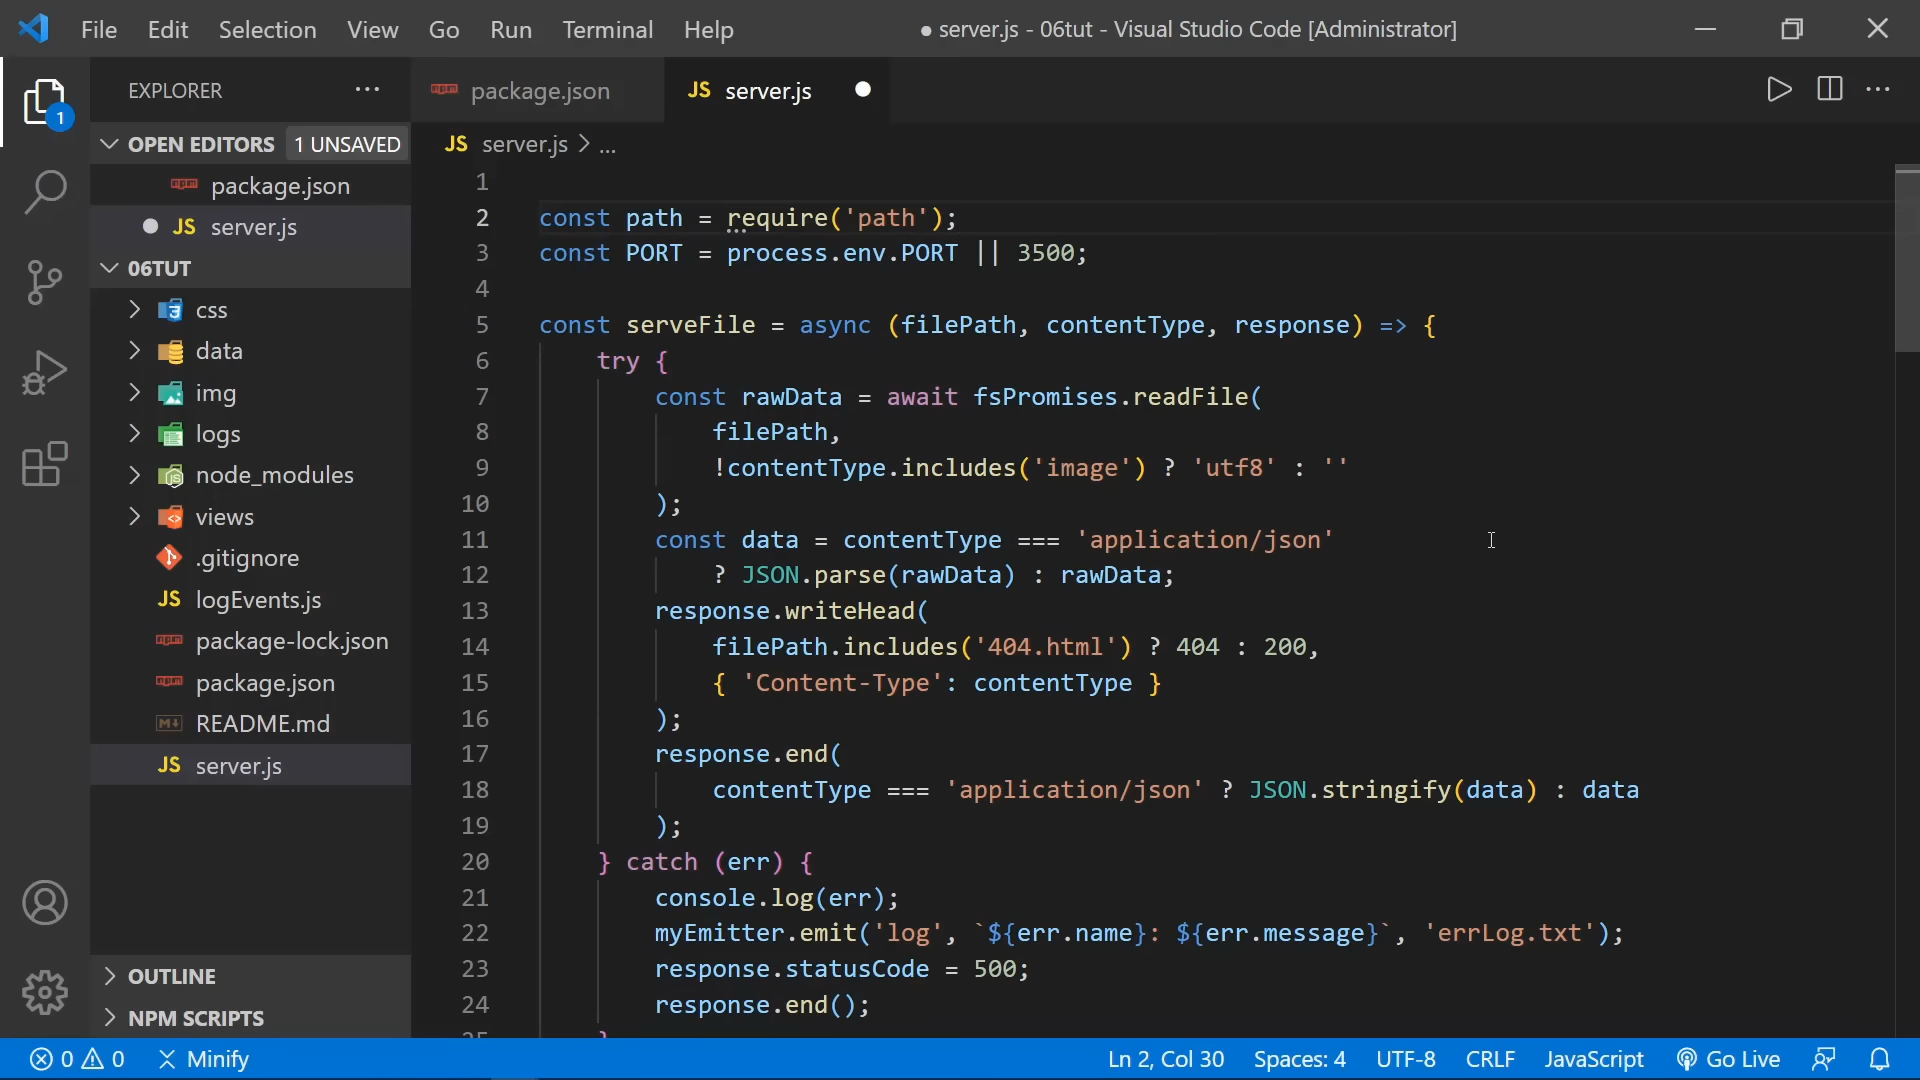 File Edit Selection View Go Run Terminal Help
● server.js - 06tut - Visual Studio Code [Administrator]
EXPLORER
1
OPEN EDITORS 1 UNSAVED
package.json
JS server.js
06TUT
css
data
img
logs
node_modules
views
.gitignore
JS logEvents.js
package-lock.json
package.json
README.md
JS server.js
OUTLINE
NPM SCRIPTS
package.json
JS server.js
JS server.js > ...
1
2 const path = require('path');
3 const PORT = process.env.PORT || 3500;
4
5 const serveFile = async (filePath, contentType, response) => {
6 try {
7 const rawData = await fsPromises.readFile(
8 filePath,
9 !contentType.includes('image') ? 'utf8' : ''
10 );
11 const data = contentType === 'application/json'
12 ? JSON.parse(rawData) : rawData;
13 response.writeHead(
14 filePath.includes('404.html') ? 404 : 200,
15 { 'Content-Type': contentType }
16 );
17 response.end(
18 contentType === 'application/json' ? JSON.stringify(data) : data
19 );
20 } catch (err) {
21 console.log(err);
22 myEmitter.emit('log', `${err.name}: ${err.message}`, 'errLog.txt');
23 response.statusCode = 500;
24 response.end();
25 }
0 0 Minify
Ln 2, Col 30 Spaces: 4 UTF-8 CRLF JavaScript Go Live